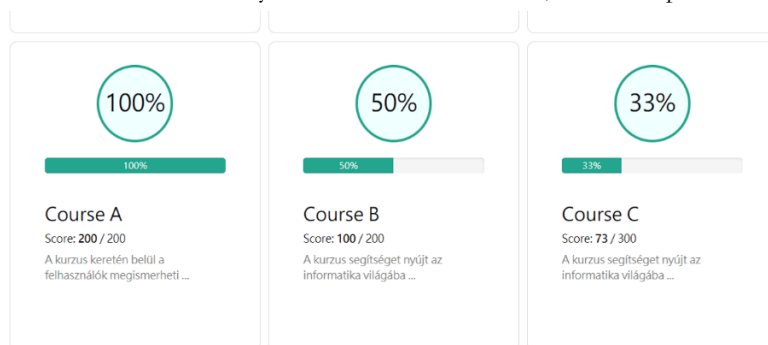 100%
100%
Course A
Score: 200 / 200
A kurzus keretén belül a
felhasználók megismerheti ...
50%
50%
Course B
Score: 100 / 200
A kurzus segítséget nyújt az
informatika világába ...
33%
33%
Course C
Score: 73 / 300
A kurzus segítséget nyújt az
informatika világába ...